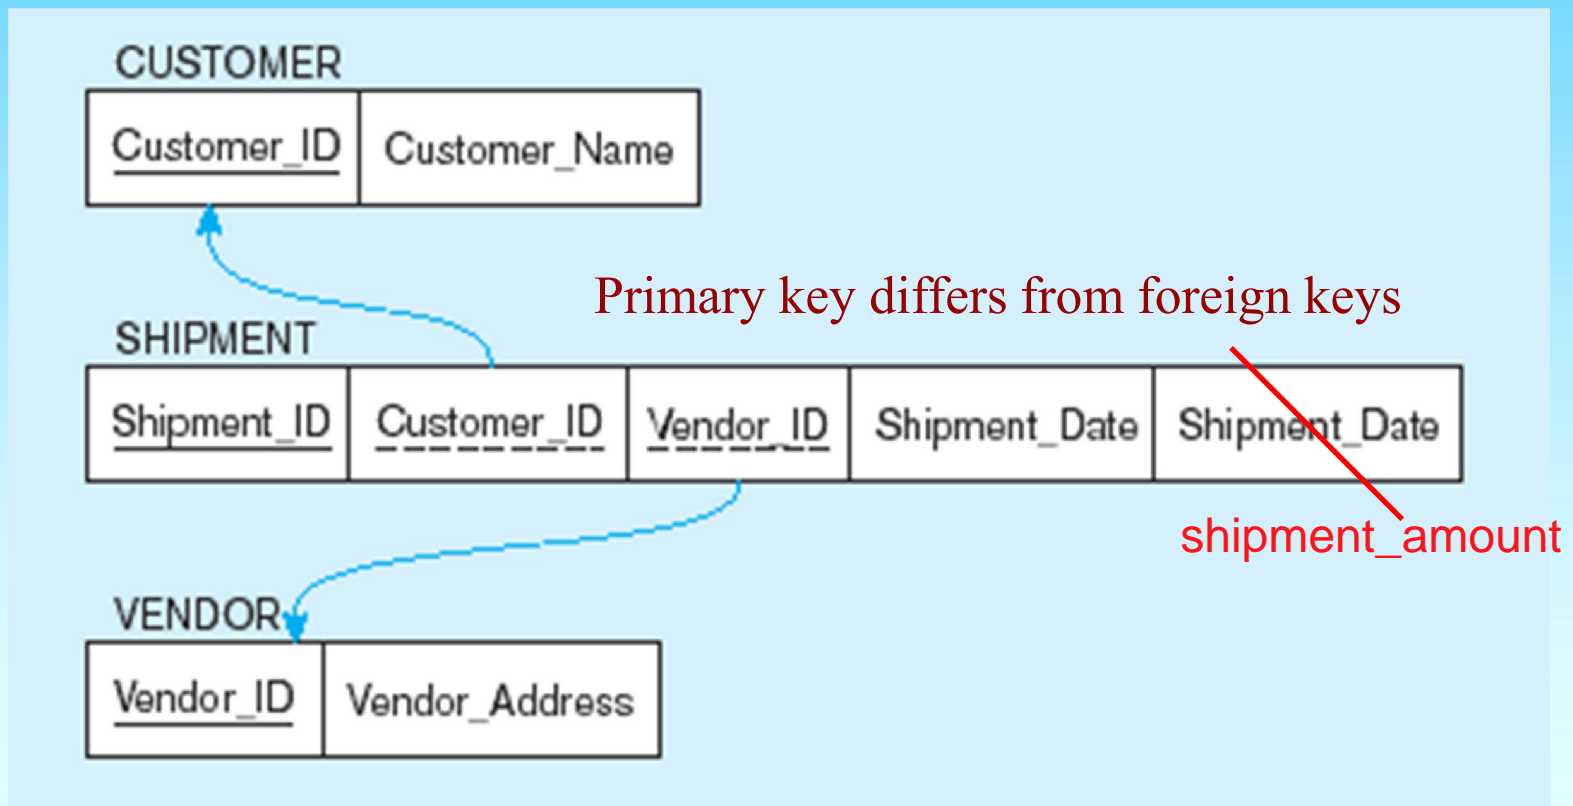 CUSTOMER
Customer_ID Customer_Name
Primary key differs from foreign keys
SHIPMENT
Shipment_ID Customer_ID Vendor_ID Shipment_Date Shipment_Date
shipment_amount
VENDOR
Vendor_ID Vendor_Address